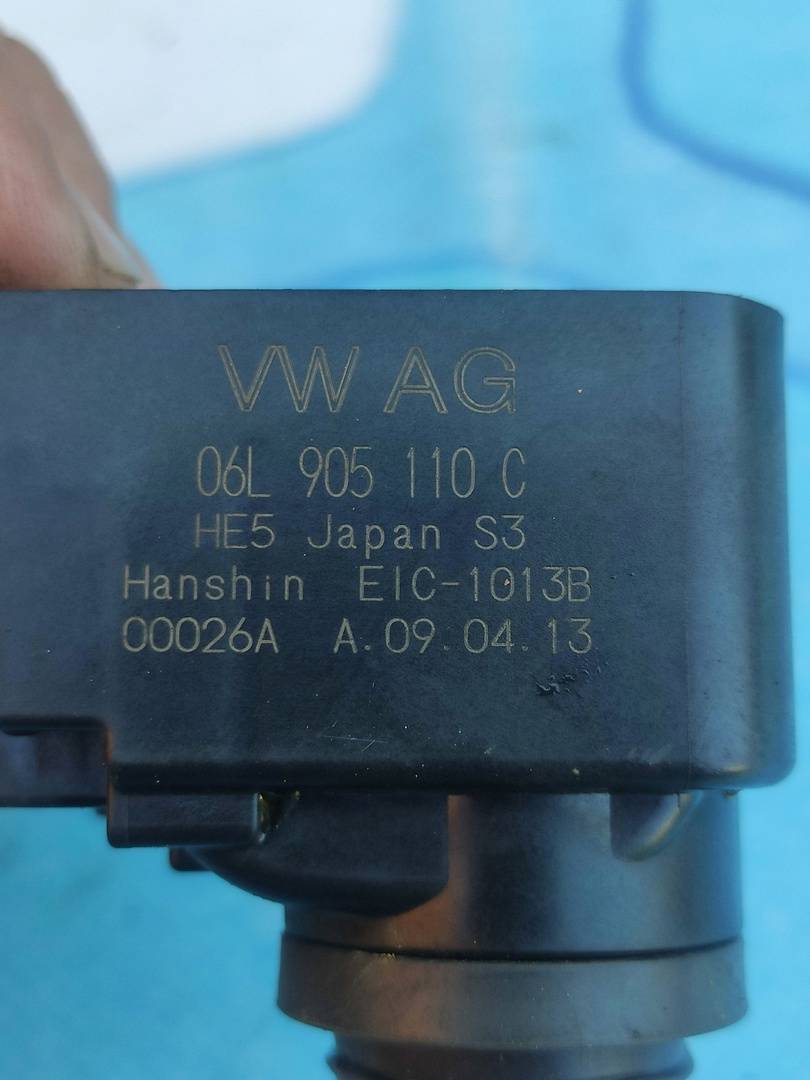 VW AG
06L 905 110 C
HE5 Japan S3
Hanshin EIC-1013B
00026A A.09.04.13